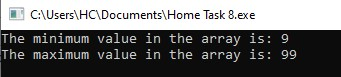 C:\Users\HC\Documents\Home Task 8.exe
The minimum value in the array is: 9
The maximum value in the array is: 99